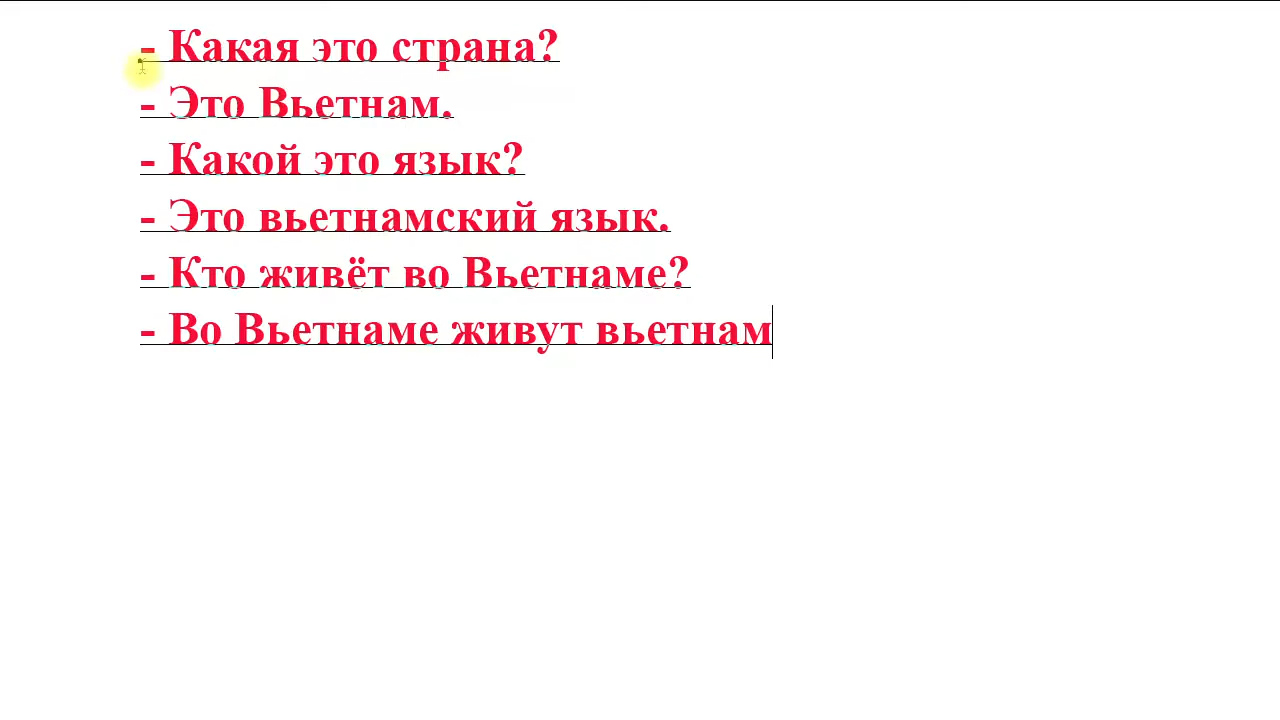 - Какая это страна?
- Это Вьетнам.
- Какой это язык?
- Это вьетнамский язык.
- Кто живёт во Вьетнаме?
- Во Вьетнаме живут вьетнам